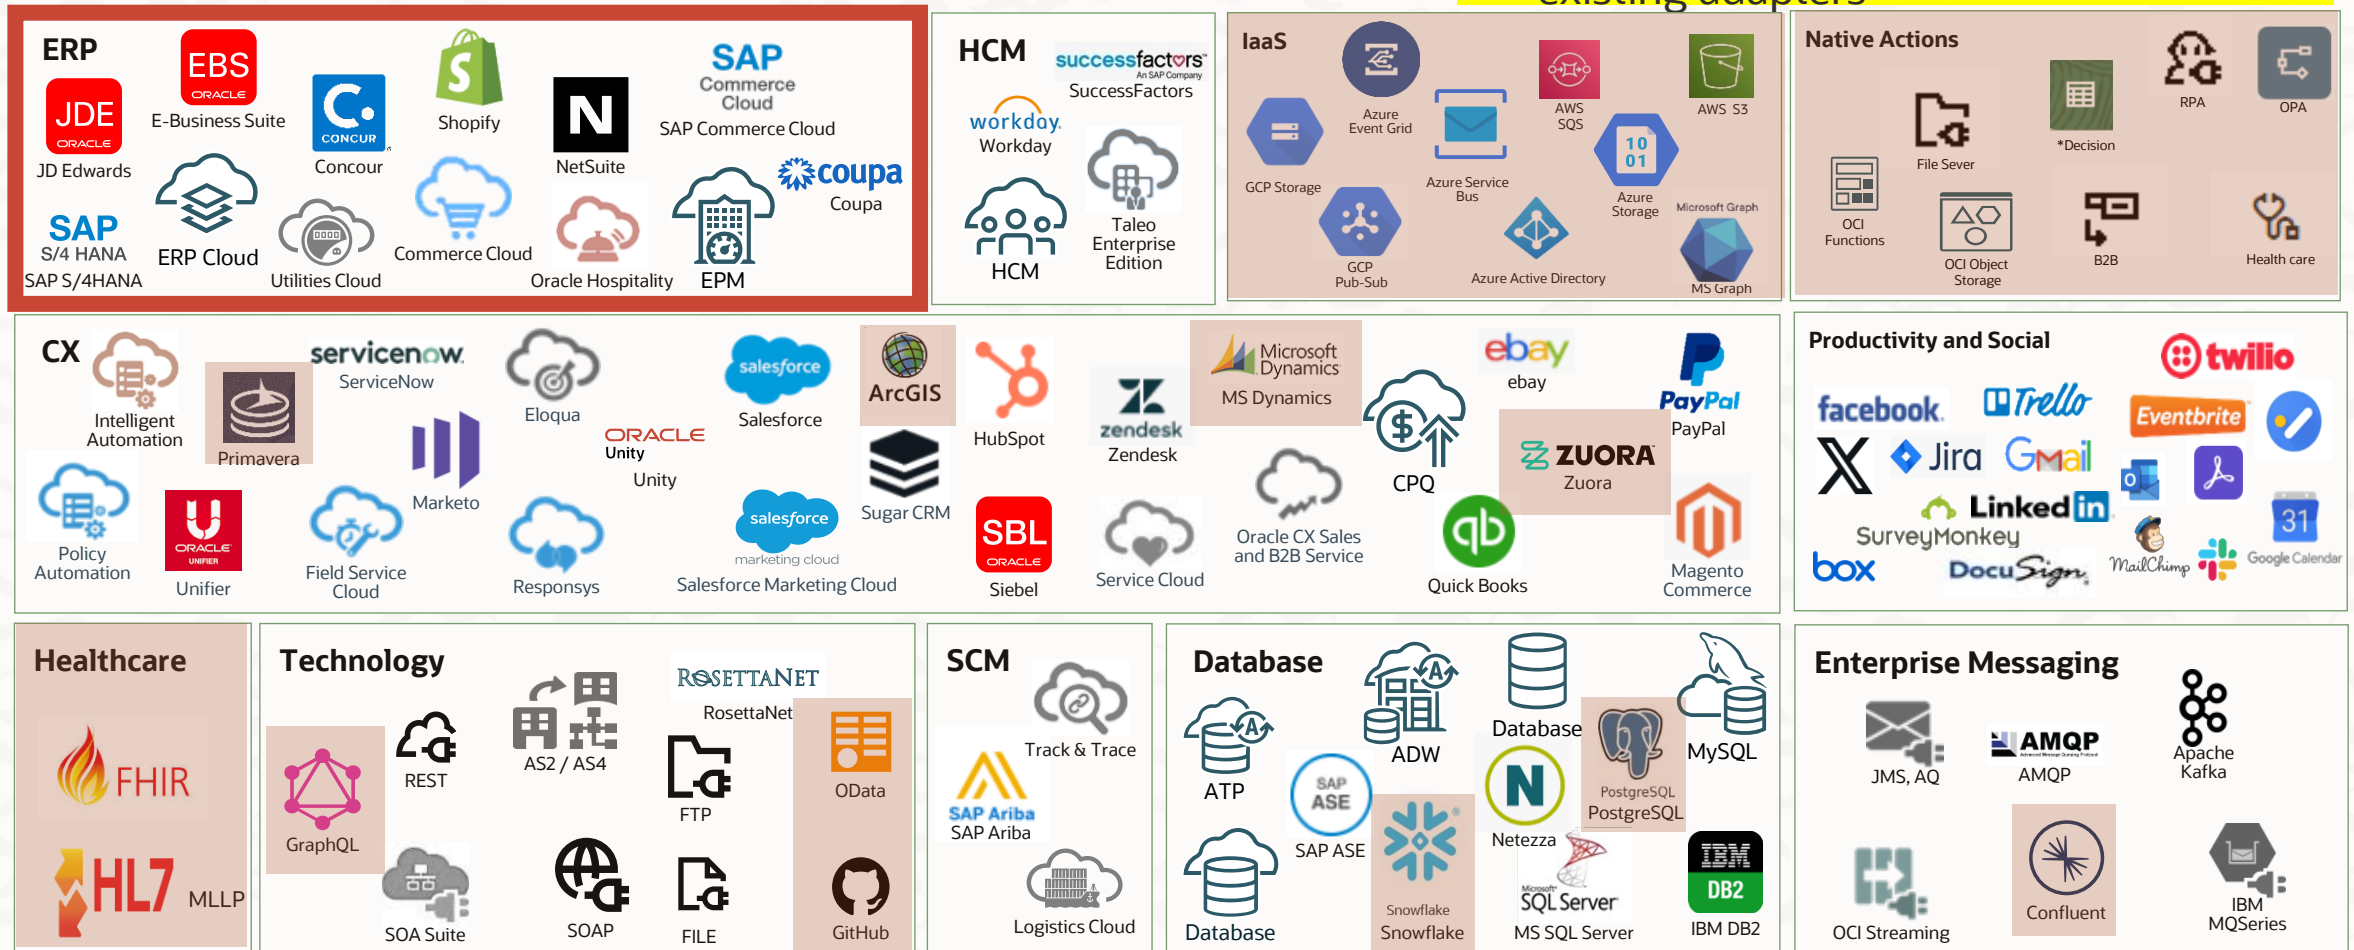 existing adapters
ERP
EBS
ORACLE
E-Business Suite
JDE
ORACLE
JD Edwards
C.
CONCUR
Concour
S
Shopify
N
NetSuite
SAP
Commerce
Cloud
SAP Commerce Cloud
coupa
Coupa
SAP
S/4 HANA
SAP S/4HANA
ERP Cloud
Utilities Cloud
Commerce Cloud
Oracle Hospitality
EPM
HCM
successfactors™
An SAP Company
SuccessFactors
workday.
Workday
HCM
Taleo
Enterprise
Edition
IaaS
Azure
Event Grid
AWS
SQS
AWS S3
GCP Storage
Azure Service
Bus
10
01
Azure
Storage
GCP
Pub-Sub
Azure Active Directory
Microsoft Graph
MS Graph
Native Actions
File Sever
*Decision
RPA
OPA
OCI
Functions
OCI Object
Storage
B2B
Health care
CX
Intelligent
Automation
Primavera
servicenow.
ServiceNow
Eloqua
ORACLE
Unity
Unity
salesforce
Salesforce
ArcGIS
HubSpot
zendesk
Zendesk
Microsoft
Dynamics
MS Dynamics
$
CPQ
ebay
ebay
ZUORA
Zuora
PayPal
PayPal
Policy
Automation
U
ORACLE
UNIFIER
Unifier
Field Service
Cloud
Marketo
Responsys
salesforce
marketing cloud
Salesforce Marketing Cloud
Sugar CRM
SBL
ORACLE
Siebel
Service Cloud
Oracle CX Sales
and B2B Service
qb
Quick Books
Magento
Commerce
Productivity and Social
twilio
facebook.
Trello
Eventbrite
X
Jira
Gmail
o
LinkedIn
SurveyMonkey
31
Google Calendar
box
DocuSign
MailChimp
Healthcare
FHIR
HL7 MLLP
Technology
GraphQL
REST
AS2 / AS4
ROSETTANET
RosettaNet
FTP
OData
SOA Suite
SOAP
FILE
GitHub
SCM
Track & Trace
SAP Ariba
SAP Ariba
Logistics Cloud
Database
A
ATP
A
ADW
Database
PostgreSQL
PostgreSQL
MySQL
SAP
ASE
SAP ASE
N
Netezza
Database
Snowflake
Snowflake
Microsoft
SQL Server
MS SQL Server
IBM
DB2
IBM DB2
Enterprise Messaging
JMS, AQ
AMQP
Advanced Message Queuing Protocol
AMQP
Apache
Kafka
OCI Streaming
Confluent
IBM
MQSeries